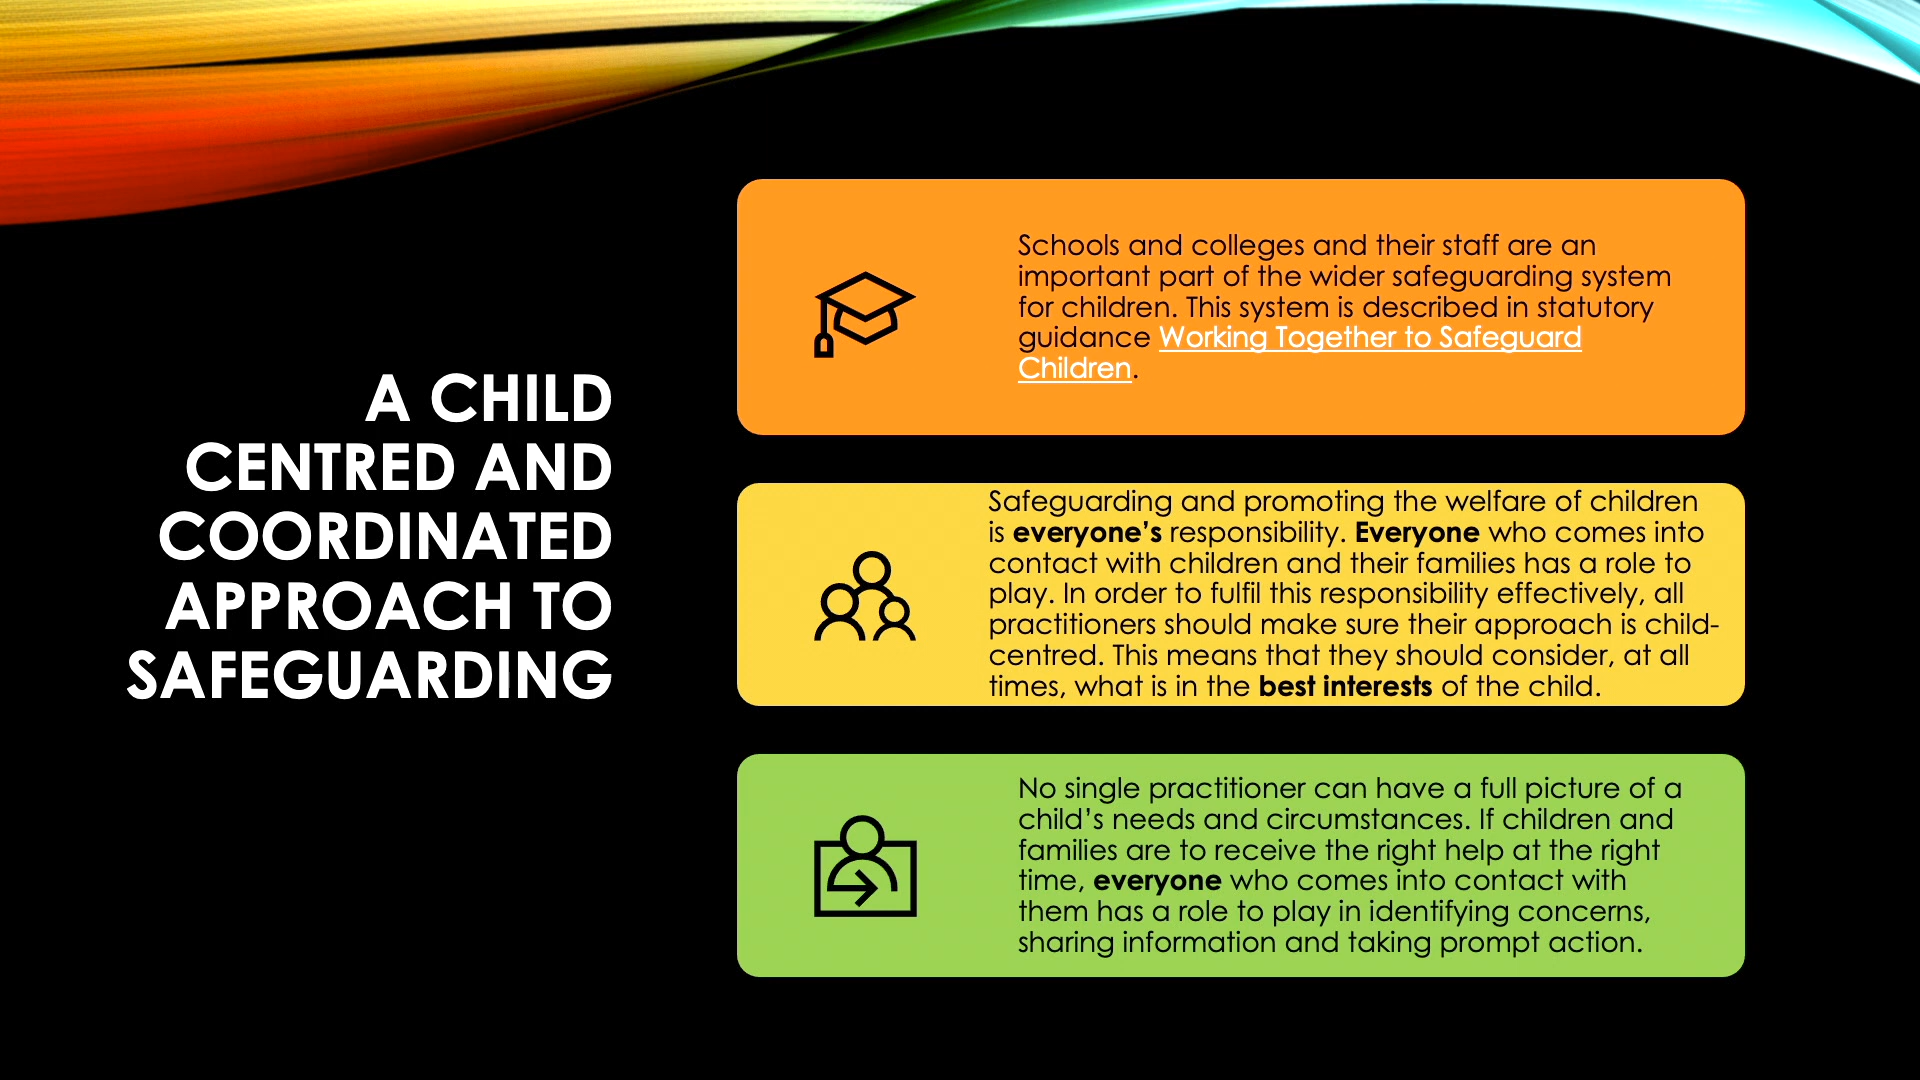 A CHILD
CENTRED AND
COORDINATED
APPROACH TO
SAFEGUARDING
Schools and colleges and their staff are an
important part of the wider safeguarding system
for children. This system is described in statutory
guidance Working Together to Safeguard
Children.
Safeguarding and promoting the welfare of children
is everyone’s responsibility. Everyone who comes into
contact with children and their families has a role to
play. In order to fulfil this responsibility effectively, all
practitioners should make sure their approach is child-
centred. This means that they should consider, at all
times, what is in the best interests of the child.
No single practitioner can have a full picture of a
child’s needs and circumstances. If children and
families are to receive the right help at the right
time, everyone who comes into contact with
them has a role to play in identifying concerns,
sharing information and taking prompt action.